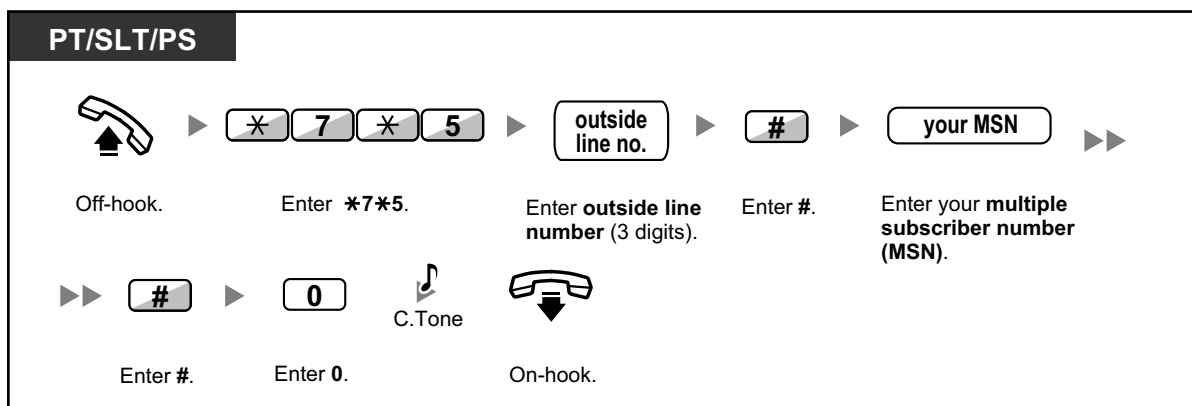 PT/SLT/PS
✳ 7 ✳ 5 outside line no. # your MSN
Off-hook.
Enter ✳7✳5.
Enter outside line
number (3 digits).
Enter #.
Enter your multiple
subscriber number
(MSN).
# 0
C.Tone
Enter #.
Enter 0.
On-hook.